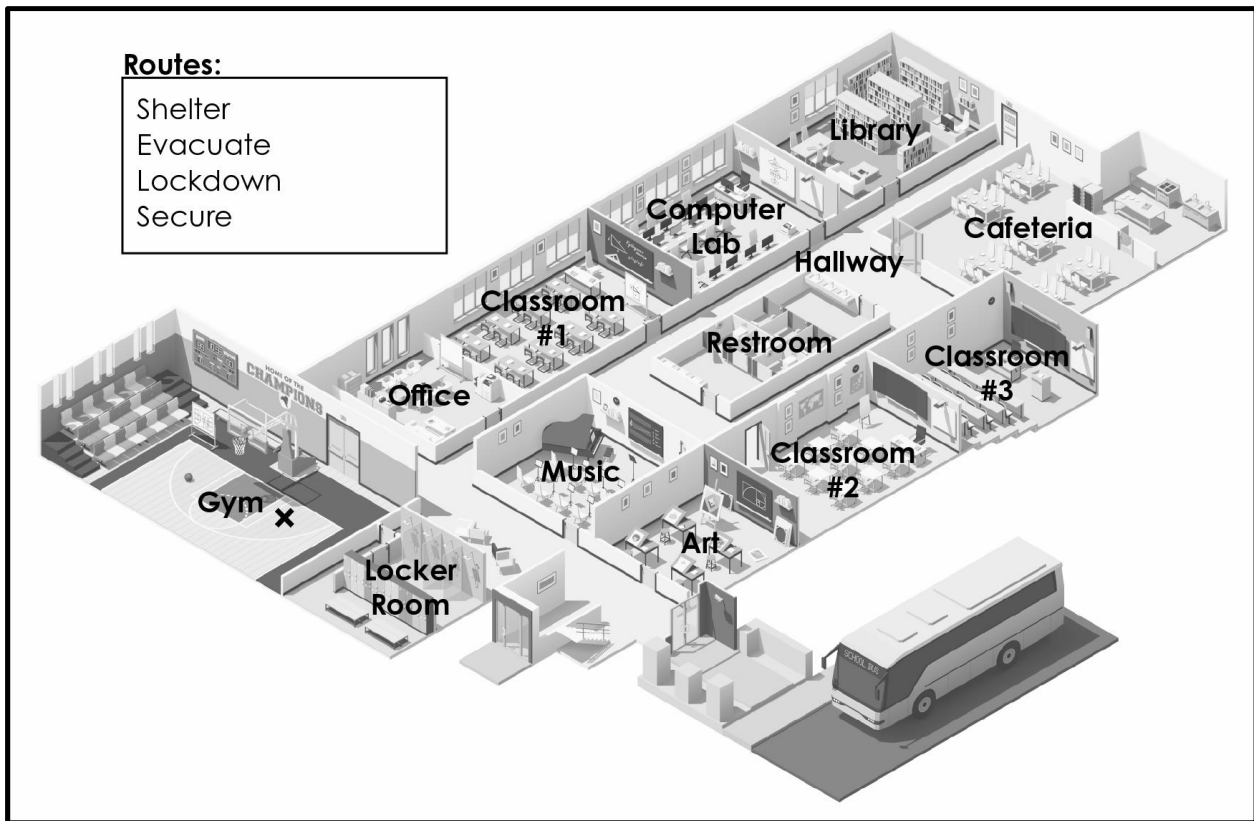 Routes:
Shelter
Evacuate
Lockdown
Secure
Library
Computer
Lab
Cafeteria
Hallway
Classroom
#1
Restroom
Classroom
#3
Office
HOME OF THE
CHAMPIONS
Music
Classroom
#2
Gym
Art
Locker
Room
SCHOOL BUS